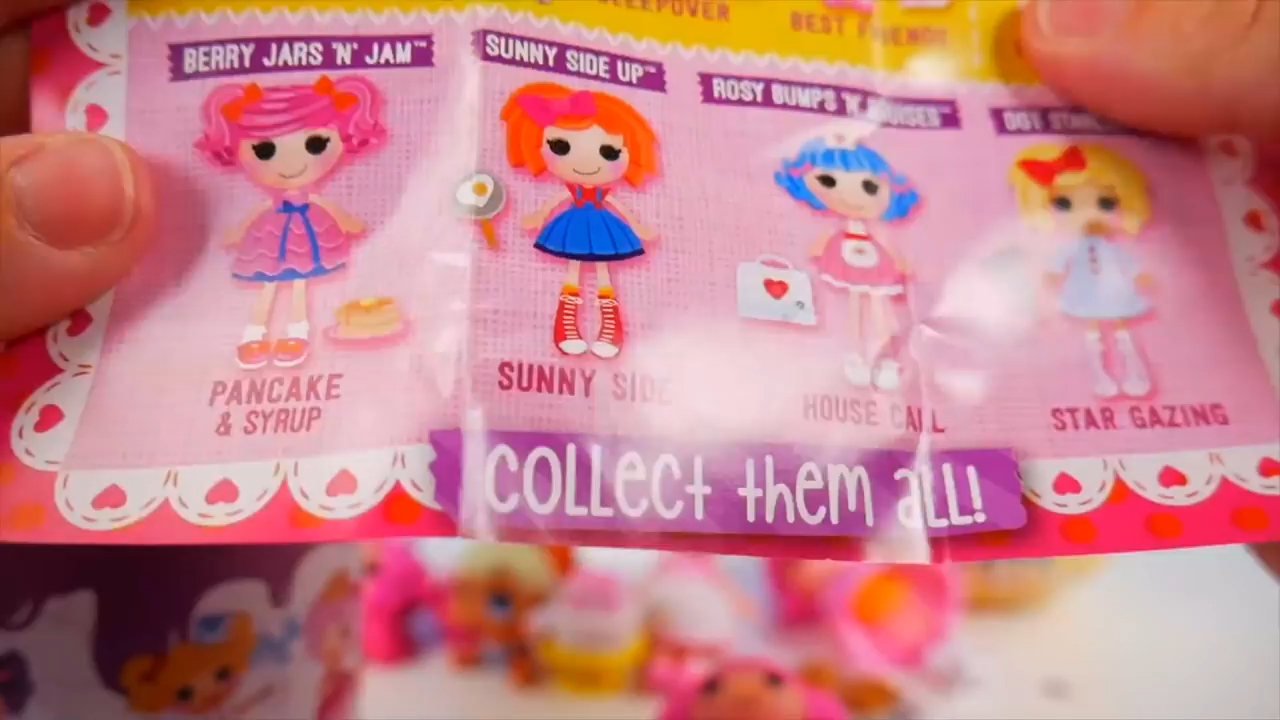 SLEEPOVER
BEST FRIENDS
BERRY JARS 'N' JAM™
SUNNY SIDE UP™
ROSY BUMPS 'N' BRUISES™
DOT
PANCAKE
& SYRUP
SUNNY SIDE
HOUSE CALL
STAR GAZING
COLLECT them aLL!